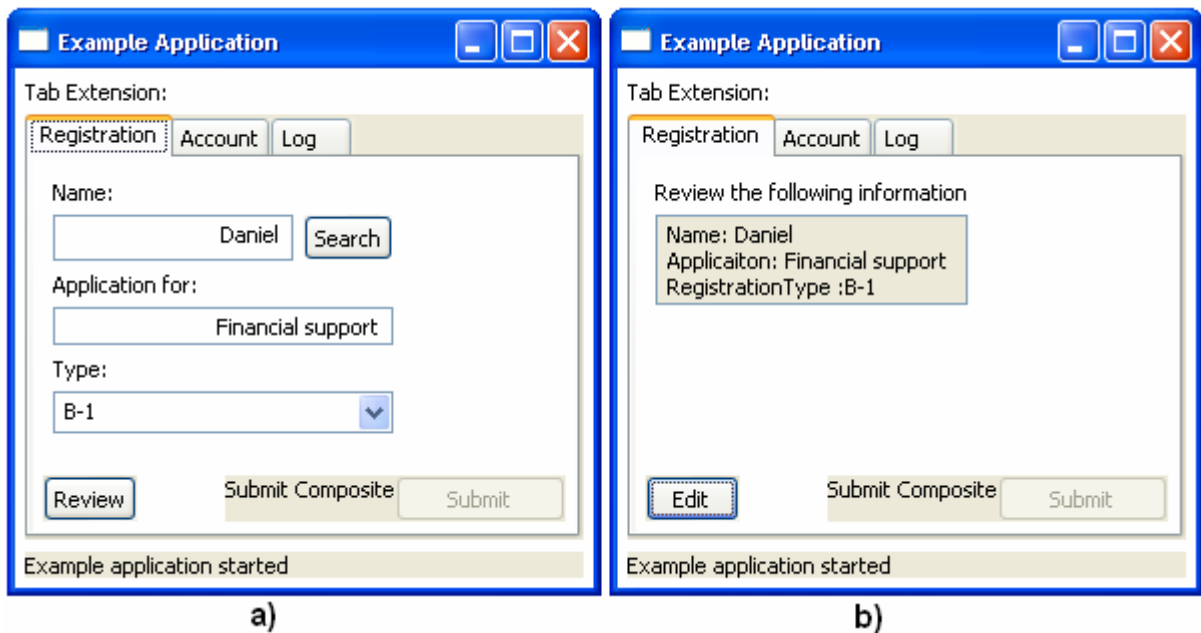 Example Application
Tab Extension:
Registration Account Log
Name:
Daniel Search
Application for:
Financial support
Type:
B-1
Review Submit Composite Submit
Example application started
a)
Example Application
Tab Extension:
Registration Account Log
Review the following information
Name: Daniel
Applicaiton: Financial support
RegistrationType :B-1
Edit Submit Composite Submit
Example application started
b)